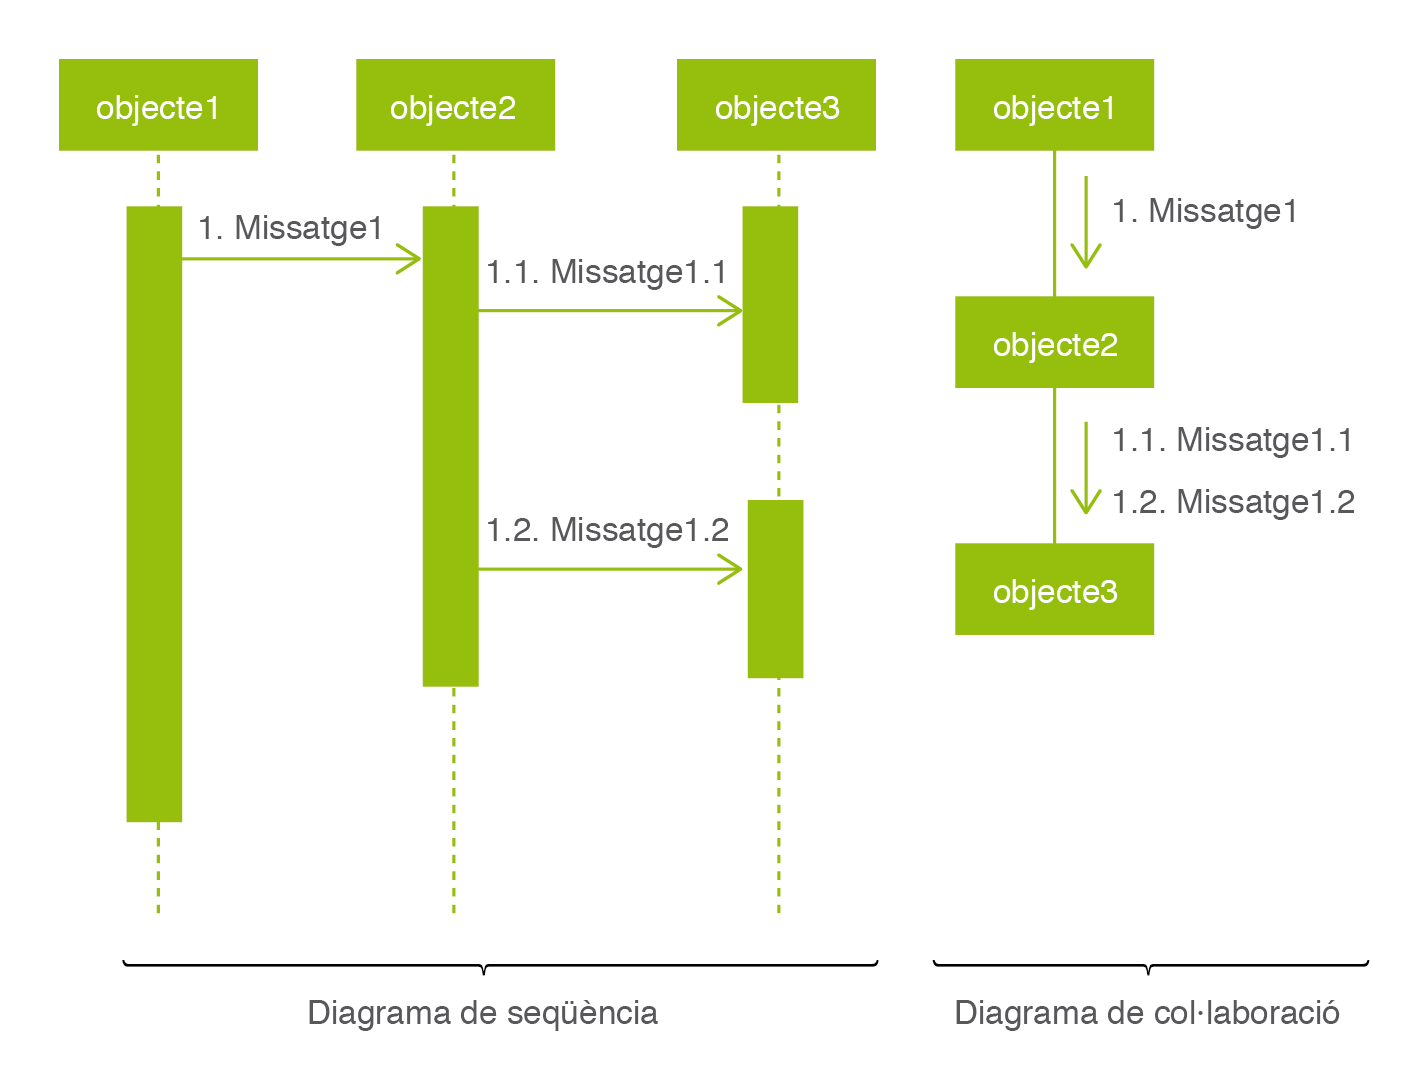 objecte1
objecte2
objecte3
1. Missatge1
1.1. Missatge1.1
1.2. Missatge1.2
Diagrama de seqüència
objecte1
1. Missatge1
objecte2
1.1. Missatge1.1
1.2. Missatge1.2
objecte3
Diagrama de col·laboració